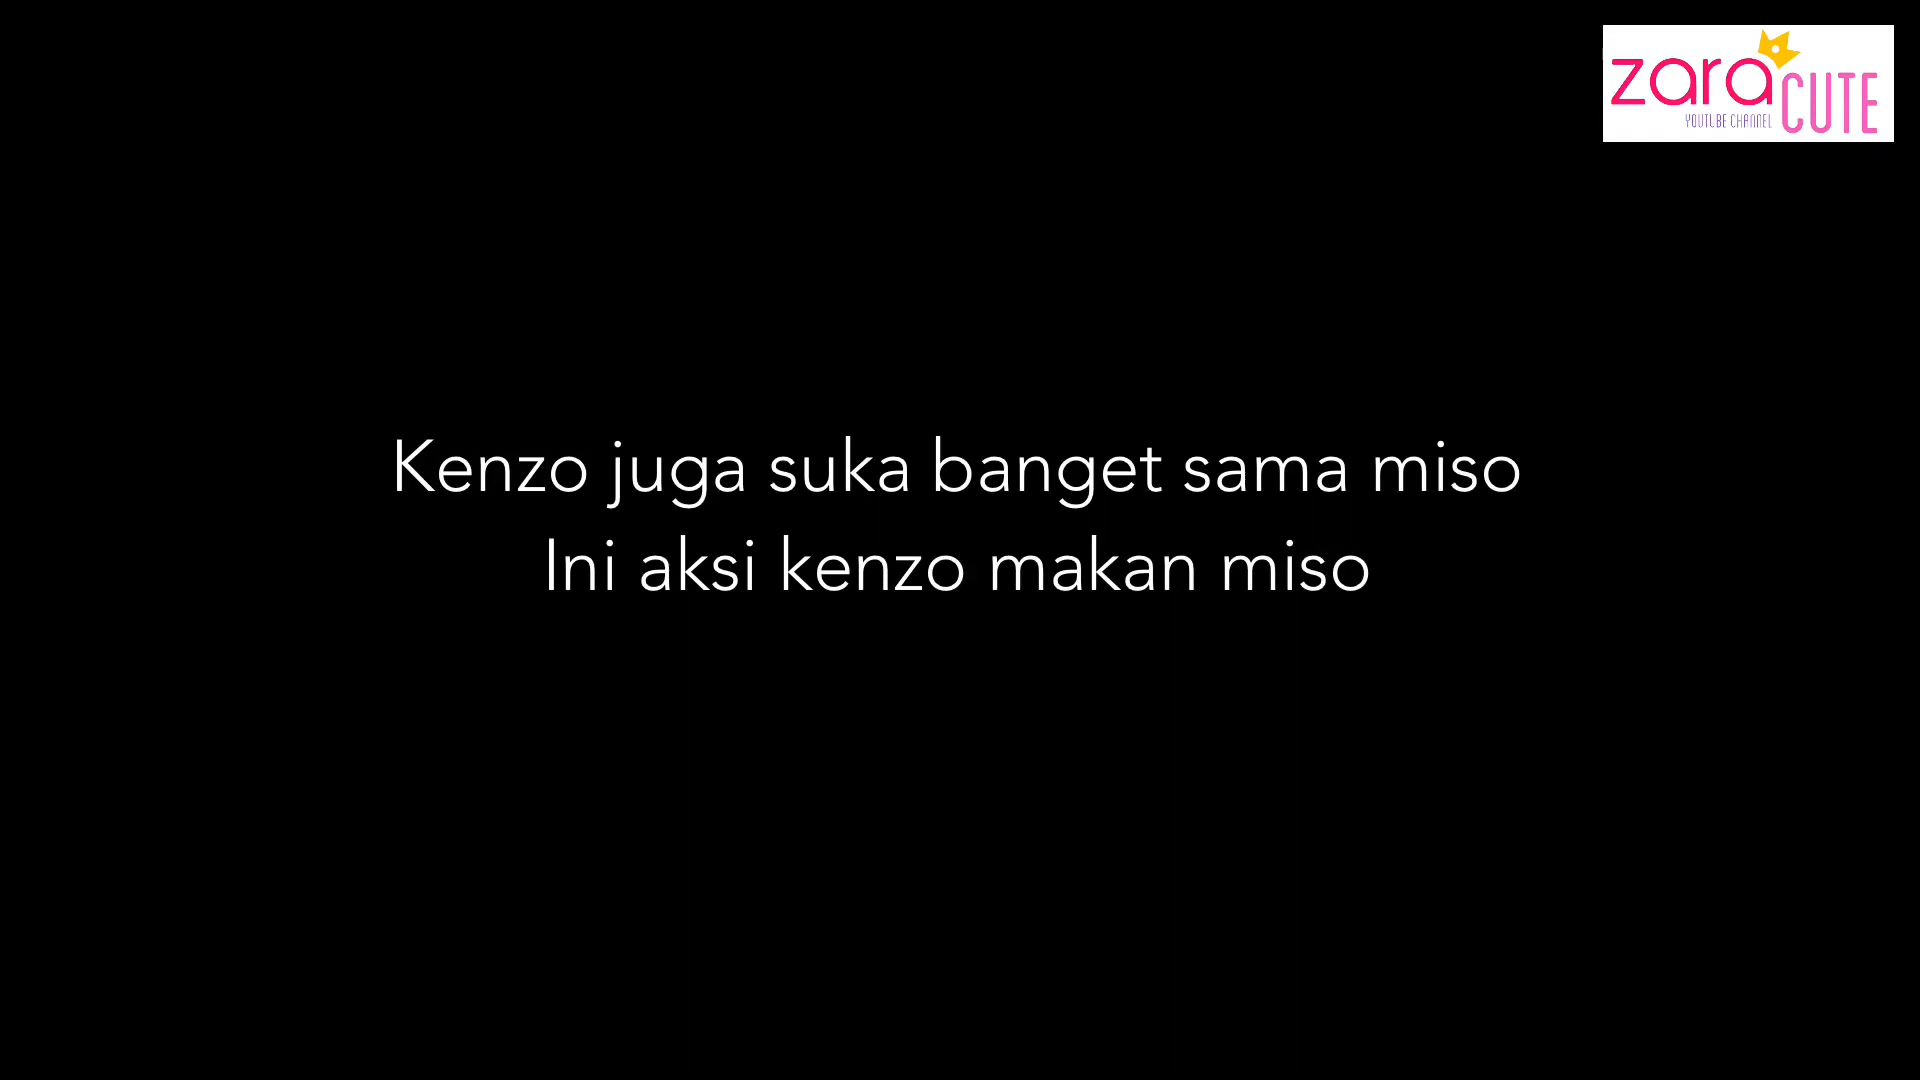 zara CUTE
YOUTUBE CHANNEL
Kenzo juga suka banget sama miso
Ini aksi kenzo makan miso